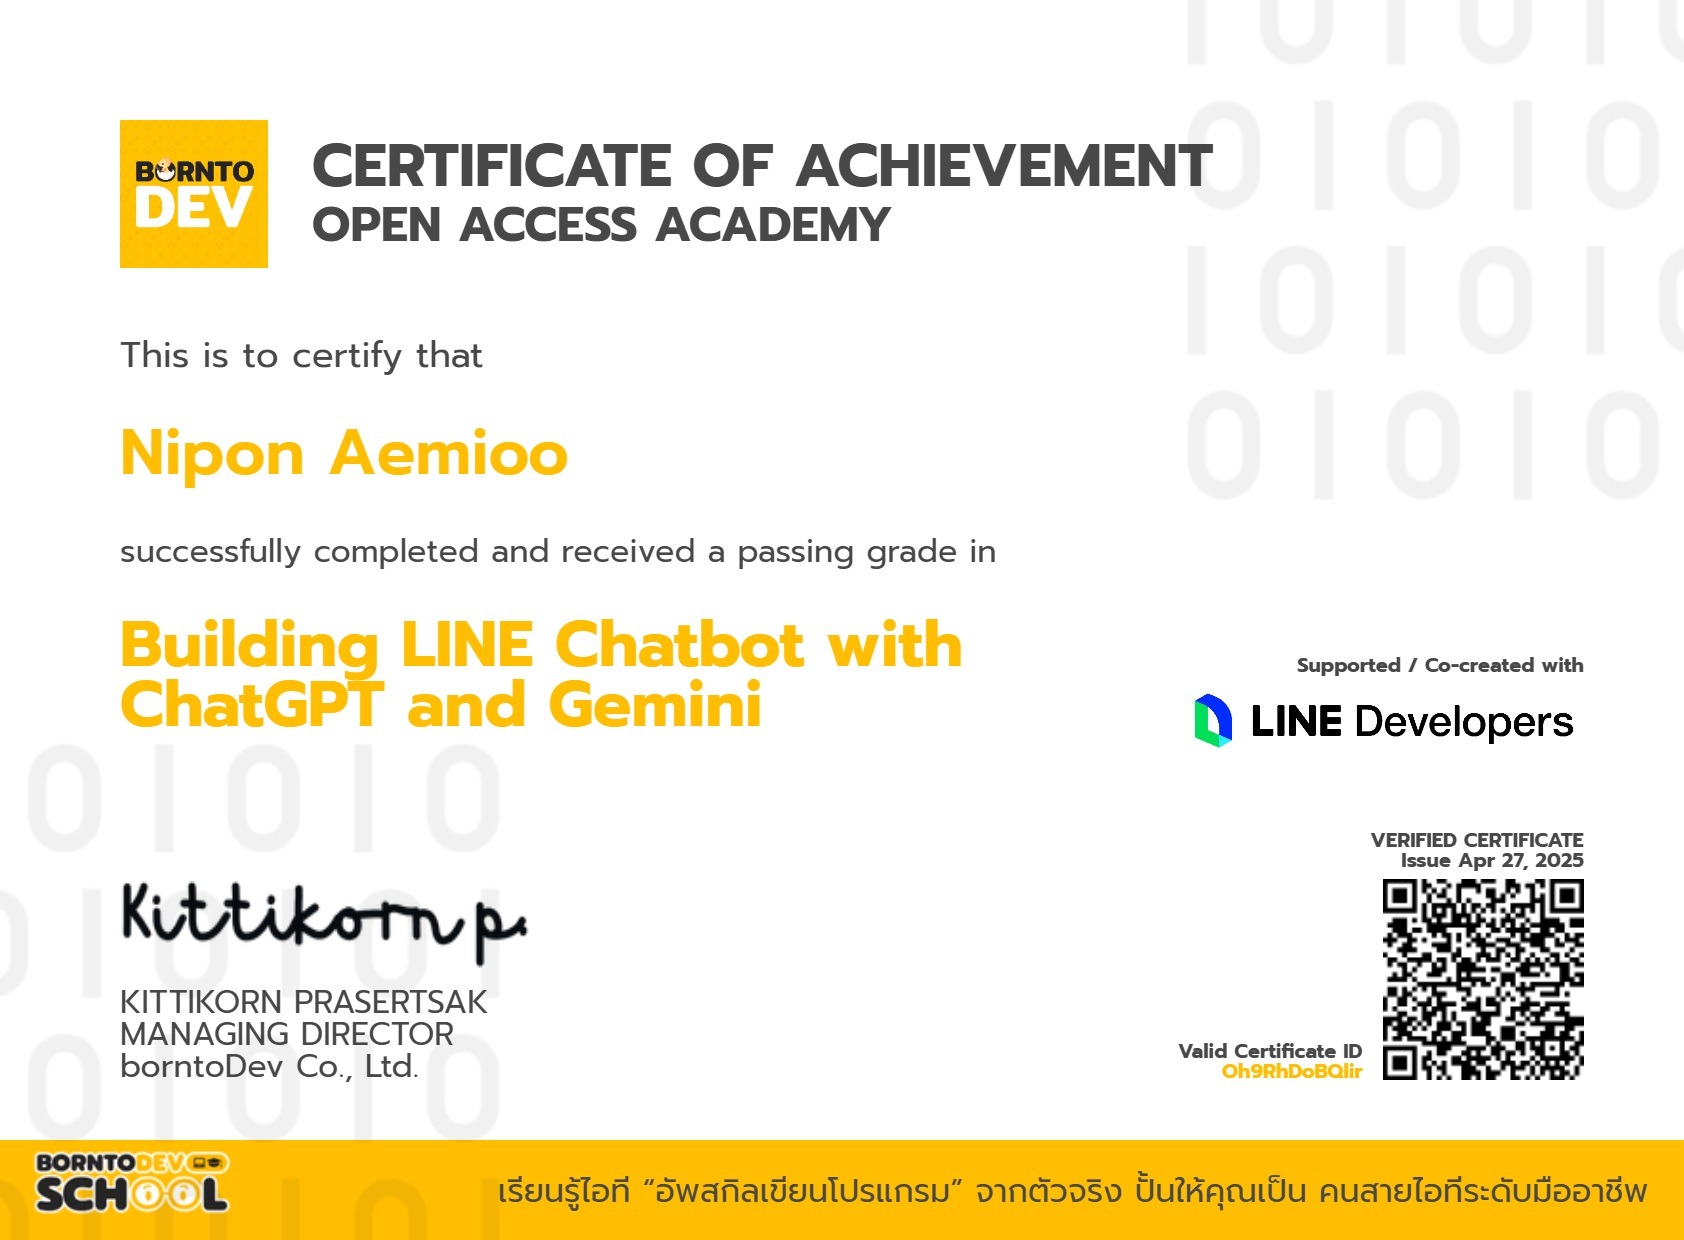 BORNTO
DEV
CERTIFICATE OF ACHIEVEMENT
OPEN ACCESS ACADEMY
This is to certify that
Nipon Aemioo
successfully completed and received a passing grade in
Building LINE Chatbot with
ChatGPT and Gemini
Supported / Co-created with
LINE Developers
VERIFIED CERTIFICATE
Issue Apr 27, 2025
Kittikorn p.
KITTIKORN PRASERTSAK
MANAGING DIRECTOR
borntoDev Co., Ltd.
Valid Certificate ID
Oh9RhDoBQlir
BORNTODEV
SCHOOL
เรียนรู้ไอที “อัพสกิลเขียนโปรแกรม” จากตัวจริง ปั้นให้คุณเป็น คนสายไอทีระดับมืออาชีพ